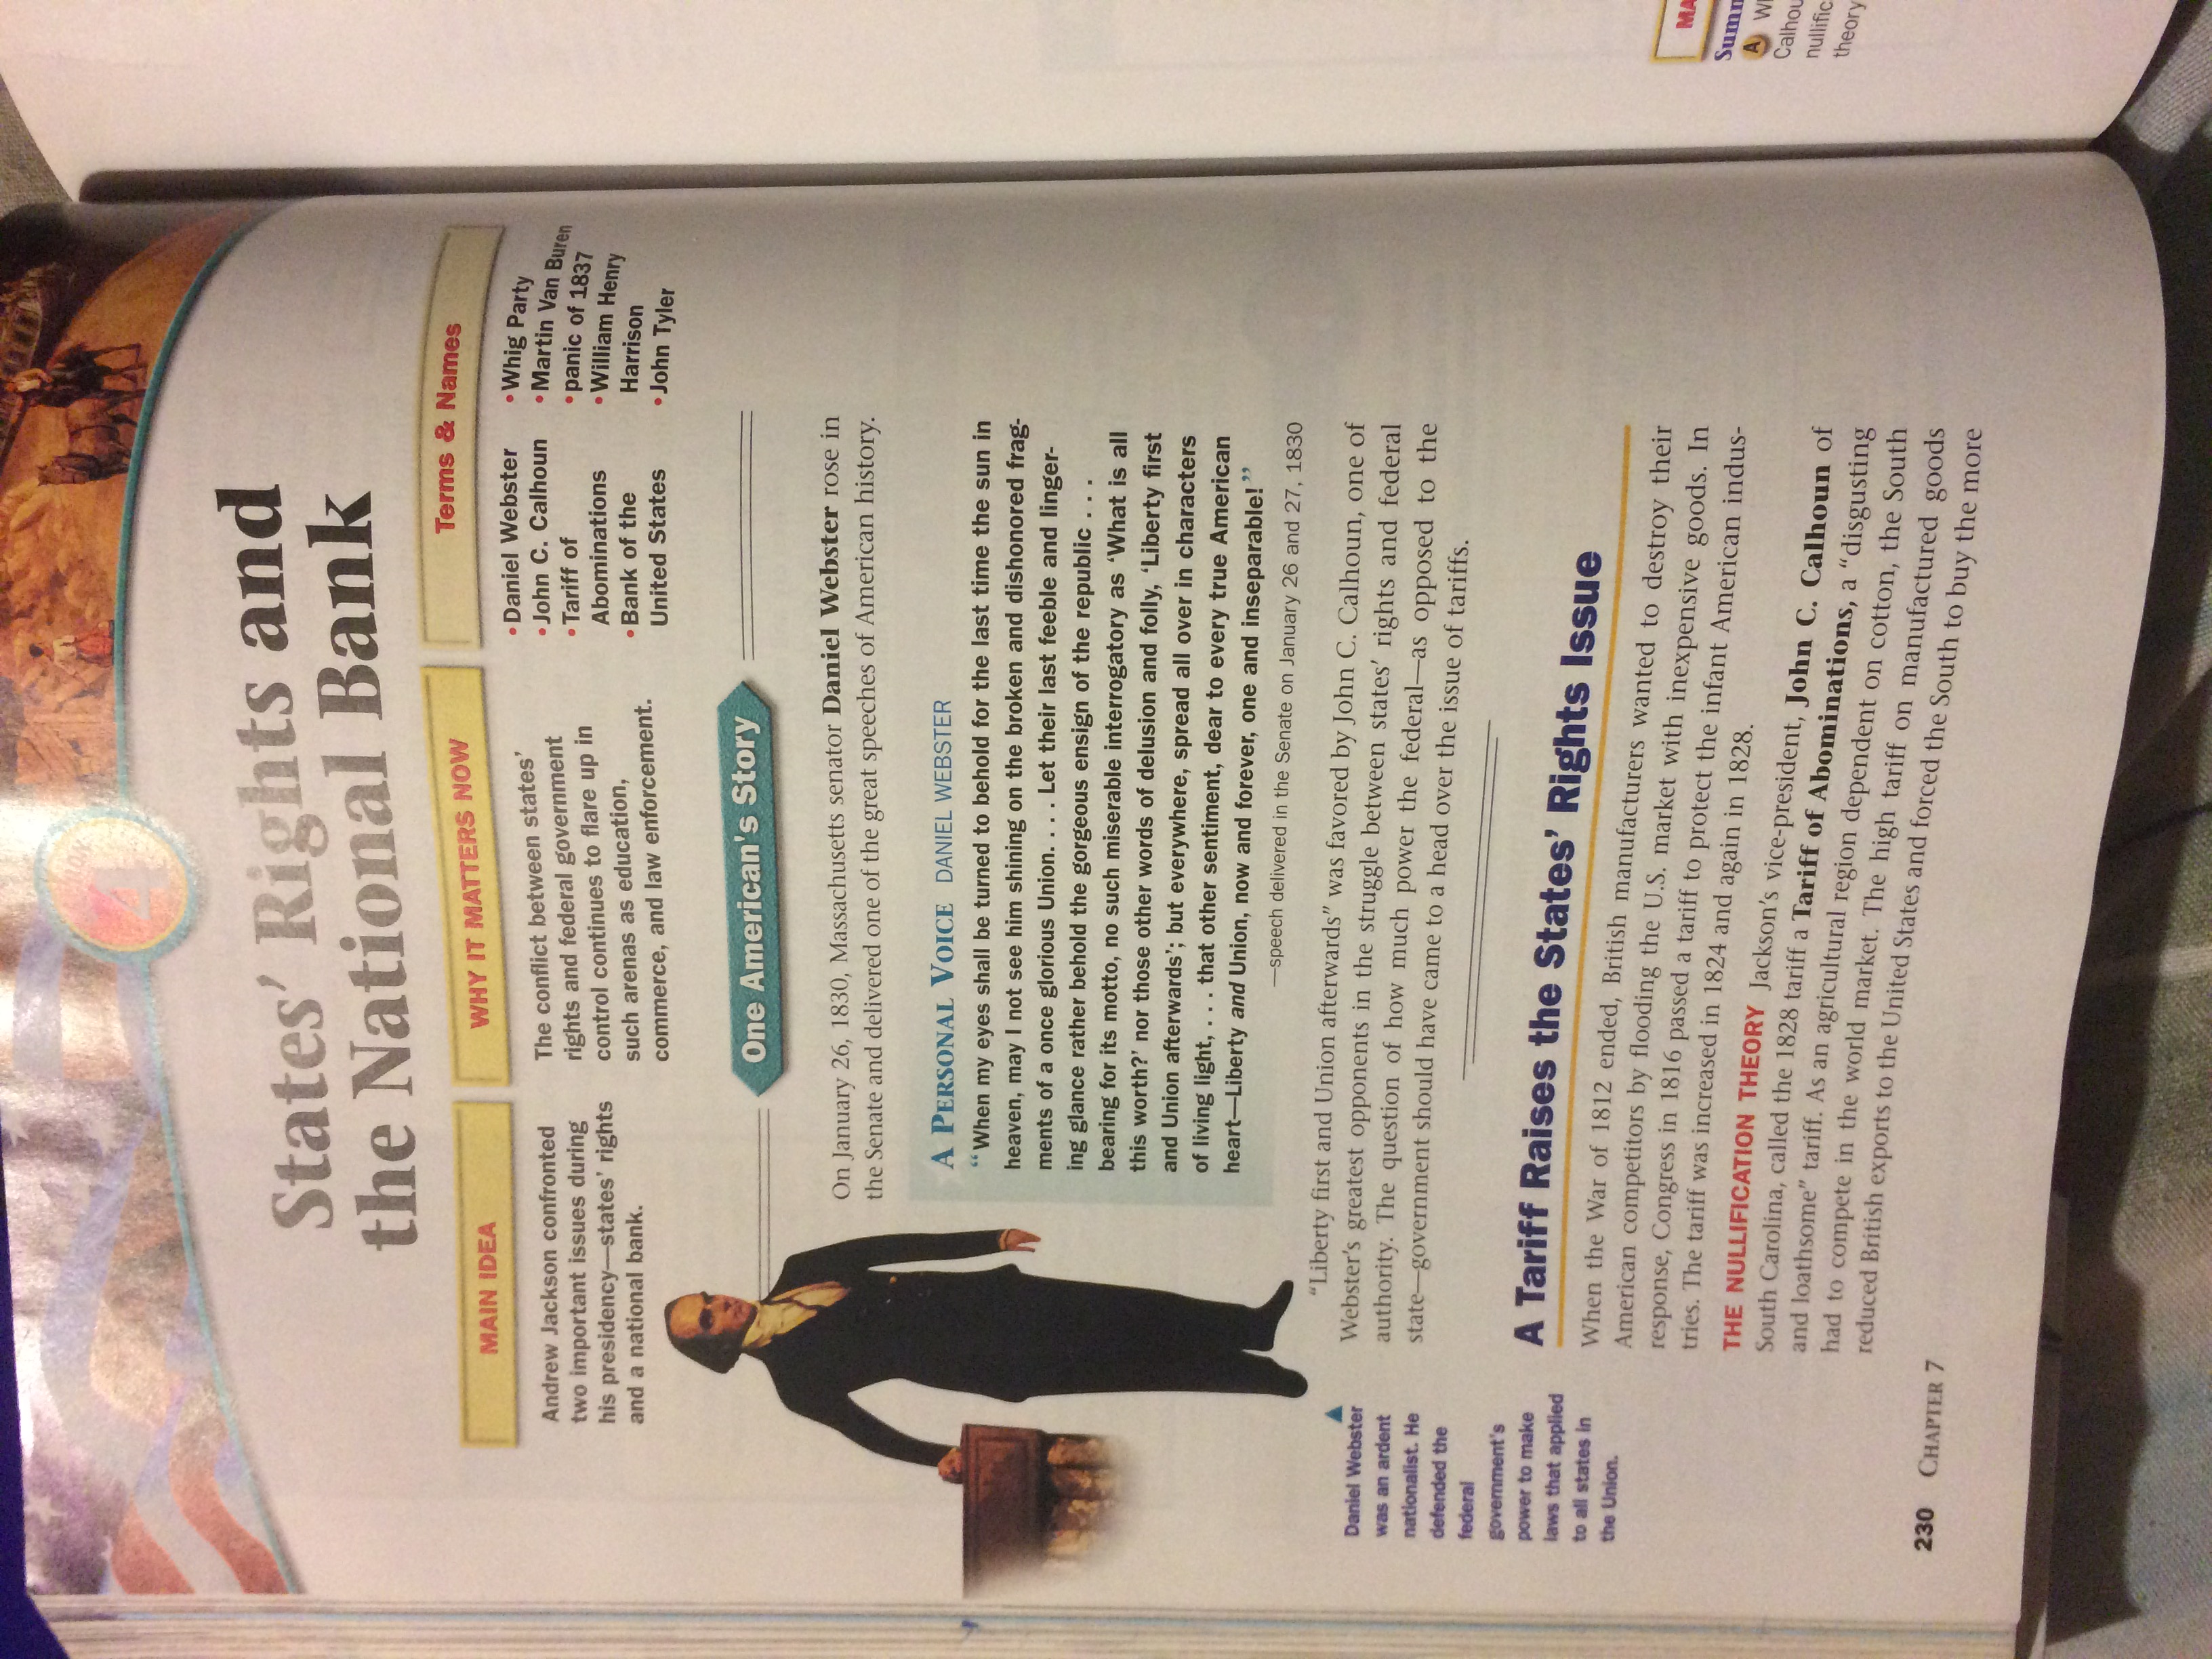 4
States' Rights and
the National Bank
MAIN IDEA
Andrew Jackson confronted
two important issues during
his presidency—states' rights
and a national bank.
WHY IT MATTERS NOW
The conflict between states'
rights and federal government
control continues to flare up in
such arenas as education,
commerce, and law enforcement.
Terms & Names
•Daniel Webster
•John C. Calhoun
•Tariff of
Abominations
•Bank of the
United States
•Whig Party
•Martin Van Buren
•panic of 1837
•William Henry
Harrison
•John Tyler
One American's Story
On January 26, 1830, Massachusetts senator Daniel Webster rose in
the Senate and delivered one of the great speeches of American history.
A PERSONAL VOICE DANIEL WEBSTER
“When my eyes shall be turned to behold for the last time the sun in
heaven, may I not see him shining on the broken and dishonored frag-
ments of a once glorious Union. . . . Let their last feeble and linger-
ing glance rather behold the gorgeous ensign of the republic . . .
bearing for its motto, no such miserable interrogatory as ‘What is all
this worth?’ nor those other words of delusion and folly, ‘Liberty first
and Union afterwards’; but everywhere, spread all over in characters
of living light, . . . that other sentiment, dear to every true American
heart—Liberty and Union, now and forever, one and inseparable!”
—speech delivered in the Senate on January 26 and 27, 1830
“Liberty first and Union afterwards” was favored by John C. Calhoun, one of
Webster's greatest opponents in the struggle between states' rights and federal
authority. The question of how much power the federal—as opposed to the
state—government should have came to a head over the issue of tariffs.
Daniel Webster
was an ardent
nationalist. He
defended the
federal
government's
power to make
laws that applied
to all states in
the Union.
A Tariff Raises the States' Rights Issue
When the War of 1812 ended, British manufacturers wanted to destroy their
American competitors by flooding the U.S. market with inexpensive goods. In
response, Congress in 1816 passed a tariff to protect the infant American indus-
tries. The tariff was increased in 1824 and again in 1828.
THE NULLIFICATION THEORY Jackson's vice-president, John C. Calhoun of
South Carolina, called the 1828 tariff a Tariff of Abominations, a “disgusting
and loathsome” tariff. As an agricultural region dependent on cotton, the South
had to compete in the world market. The high tariff on manufactured goods
reduced British exports to the United States and forced the South to buy the more
230 CHAPTER 7
A
Calhou
nullific
theory